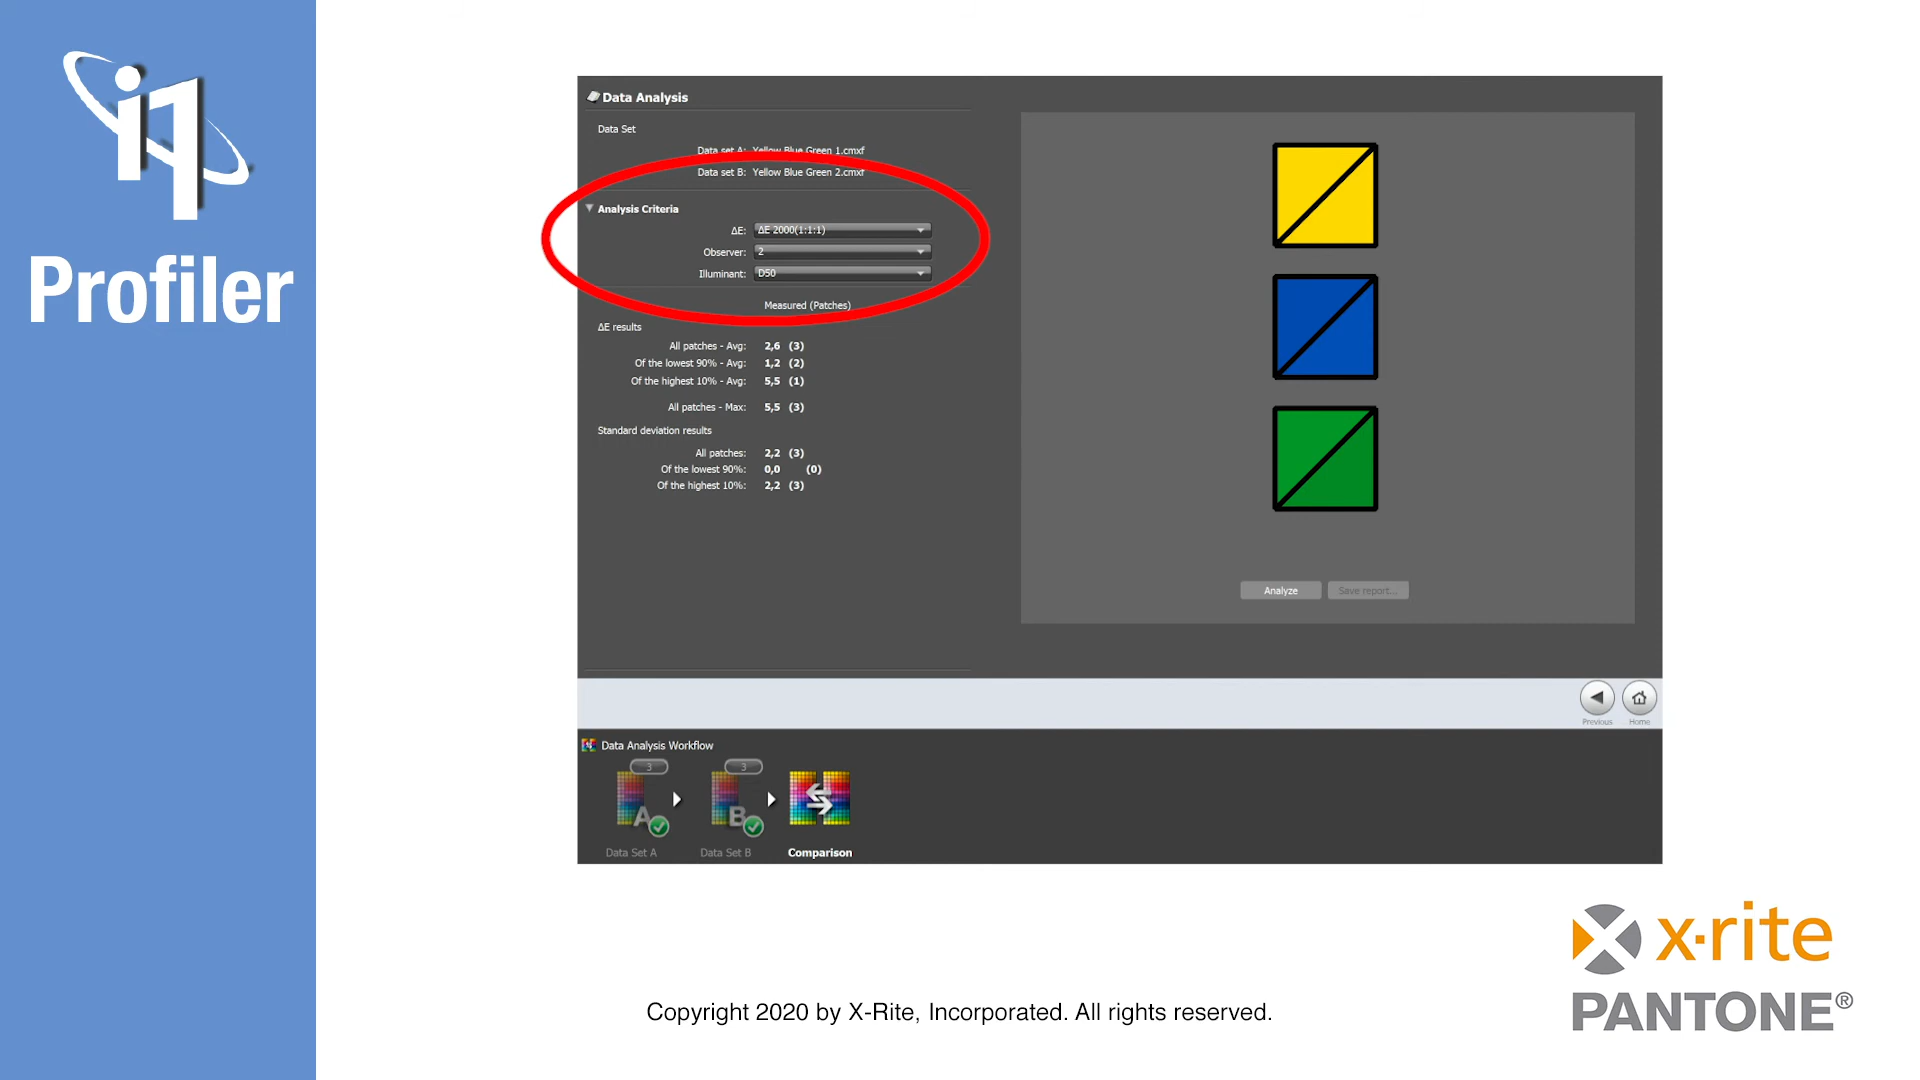 i1
Profiler
Data Analysis
Data Set
Data set A: Yellow Blue Green 1.cmxf
Data set B: Yellow Blue Green 2.cmxf
Analysis Criteria
ΔE: ΔE 2000(1:1:1)
Observer: 2
Illuminant: D50
Measured (Patches)
ΔE results
All patches - Avg: 2,6 (3)
Of the lowest 90% - Avg: 1,2 (2)
Of the highest 10% - Avg: 5,5 (1)
All patches - Max: 5,5 (3)
Standard deviation results
All patches: 2,2 (3)
Of the lowest 90%: 0,0 (0)
Of the highest 10%: 2,2 (3)
Analyze Save report...
Previous Home
Data Analysis Workflow
3 3
A B
Data Set A Data Set B Comparison
x·rite
PANTONE®
Copyright 2020 by X-Rite, Incorporated. All rights reserved.